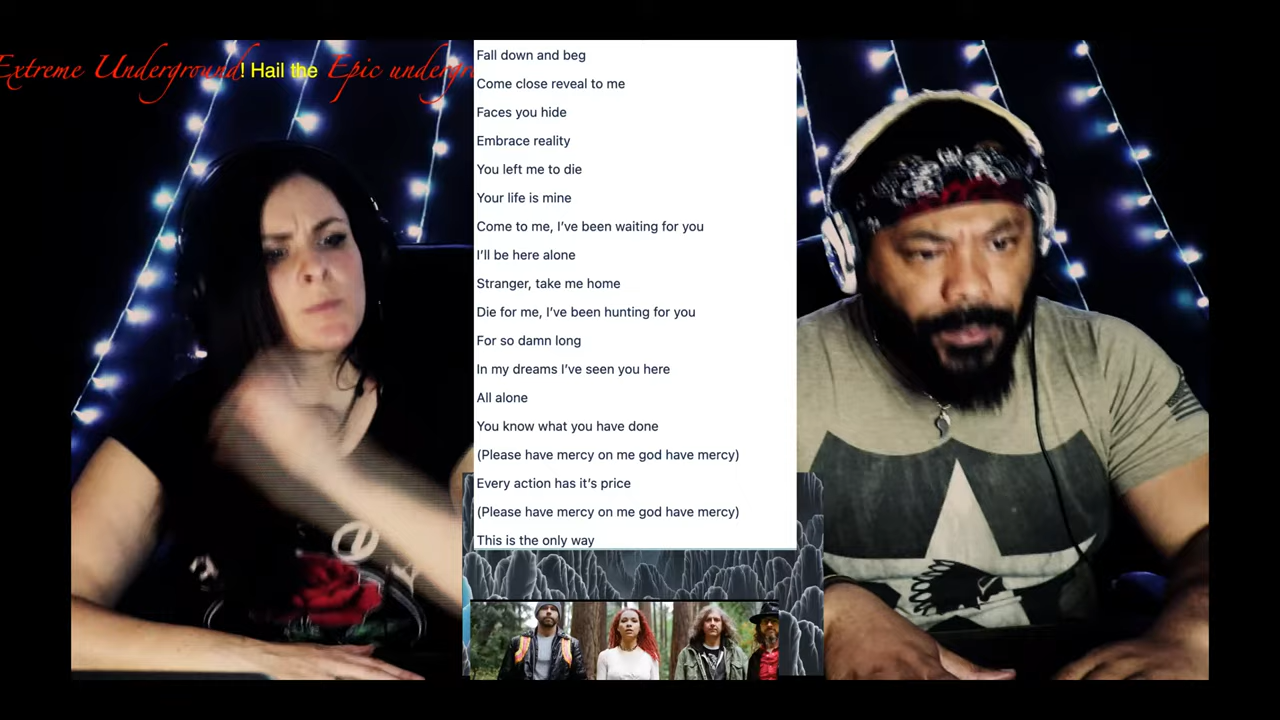 Extreme Underground! Hail the Epic undergr
Fall down and beg
Come close reveal to me
Faces you hide
Embrace reality
You left me to die
Your life is mine
Come to me, I’ve been waiting for you
I’ll be here alone
Stranger, take me home
Die for me, I’ve been hunting for you
For so damn long
In my dreams I’ve seen you here
All alone
You know what you have done
(Please have mercy on me god have mercy)
Every action has it’s price
(Please have mercy on me god have mercy)
This is the only way